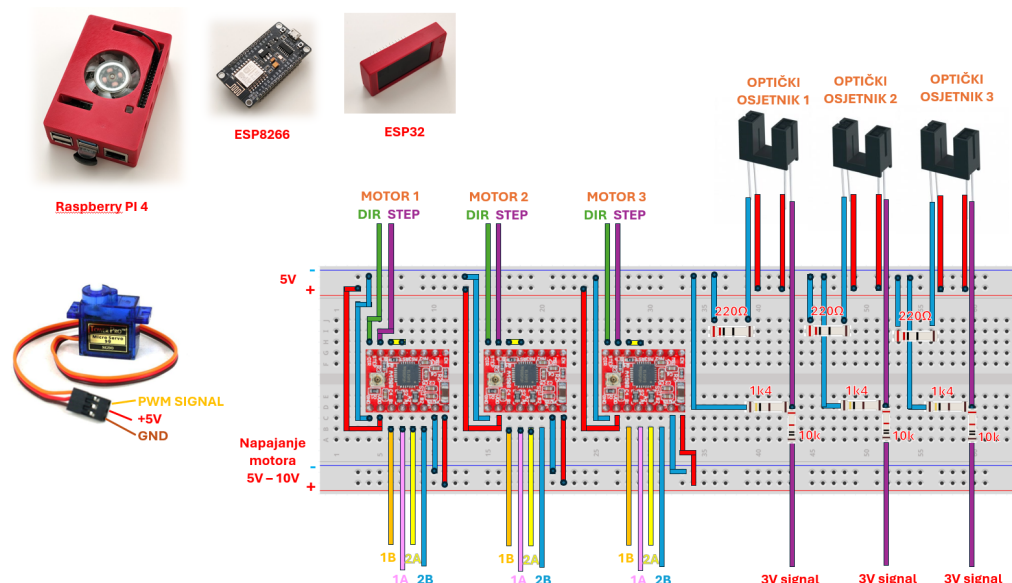 ESP8266
ESP32
Raspberry PI 4
OPTIČKI
OSJETNIK 1
OPTIČKI
OSJETNIK 2
OPTIČKI
OSJETNIK 3
MOTOR 1
DIR STEP
MOTOR 2
DIR STEP
MOTOR 3
DIR STEP
5V
-
+
220Ω
220Ω
220Ω
1k4
1k4
1k4
10k
10k
10k
Micro Servo
PWM SIGNAL
+5V
GND
Napajanje
motora
5V – 10V
-
+
1B
2A
1A
2B
1B
2A
1A
2B
1B
2A
1A
2B
3V signal
3V signal
3V signal